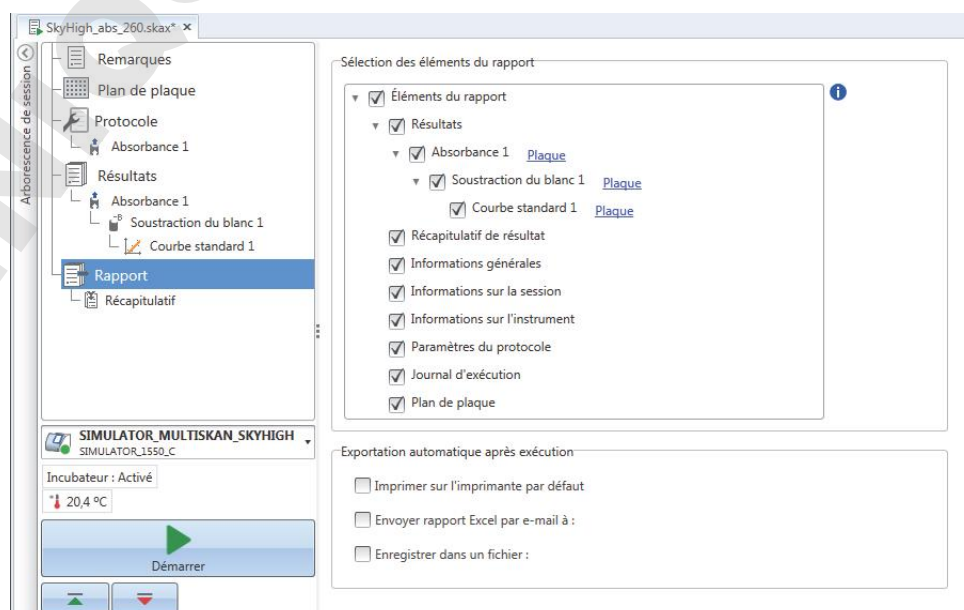 SkyHigh_abs_260.skax*
Arborescence de session
Remarques
Plan de plaque
Protocole
Absorbance 1
Résultats
Absorbance 1
Soustraction du blanc 1
Courbe standard 1
Rapport
Récapitulatif
SIMULATOR_MULTISKAN_SKYHIGH
SIMULATOR_1550_C
Incubateur : Activé
20,4 ºC
Démarrer
Sélection des éléments du rapport
Éléments du rapport
Résultats
Absorbance 1 Plaque
Soustraction du blanc 1 Plaque
Courbe standard 1 Plaque
Récapitulatif de résultat
Informations générales
Informations sur la session
Informations sur l'instrument
Paramètres du protocole
Journal d'exécution
Plan de plaque
Exportation automatique après exécution
Imprimer sur l'imprimante par défaut
Envoyer rapport Excel par e-mail à :
Enregistrer dans un fichier :